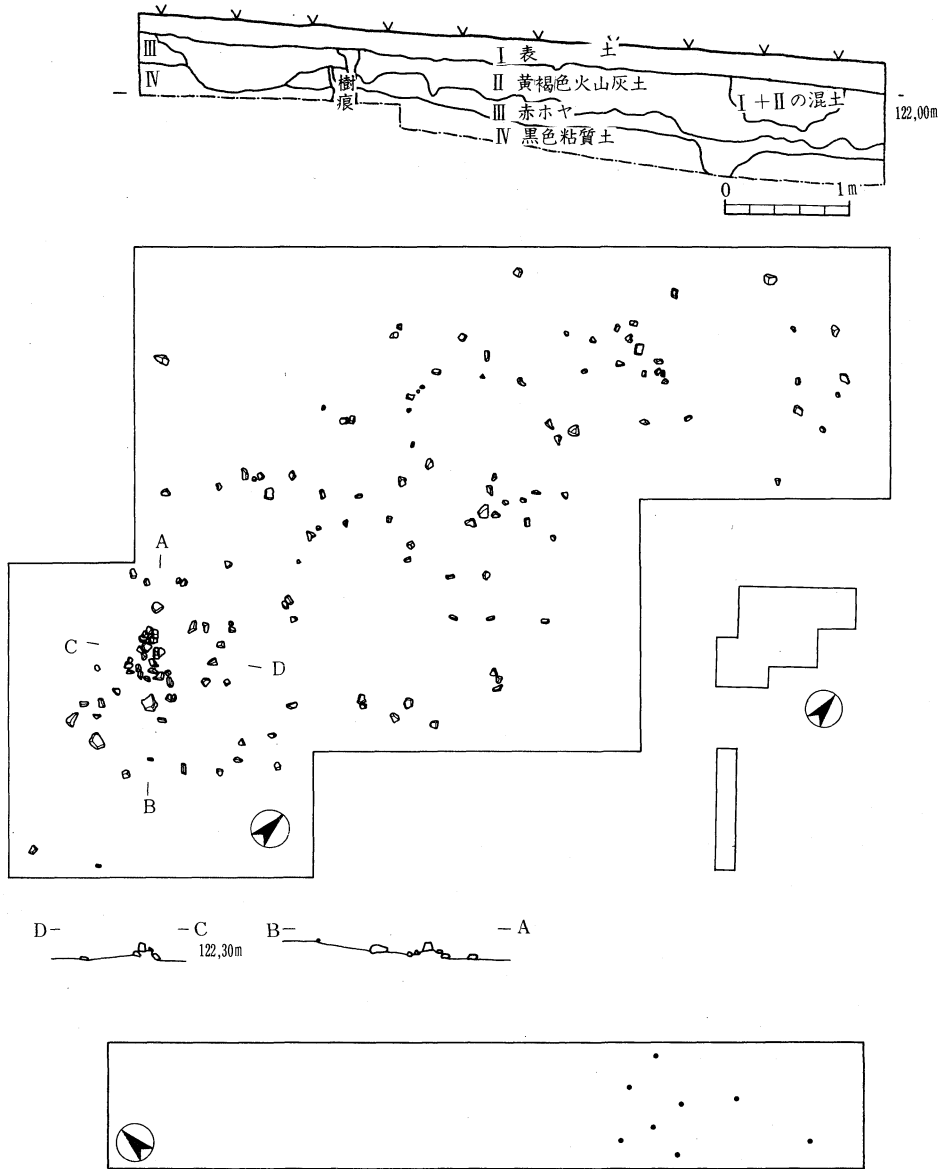 Ⅰ 表 土
Ⅲ
Ⅳ
樹痕
Ⅱ 黄褐色火山灰土
Ⅰ+Ⅱの混土
122,00m
Ⅲ 赤ホヤ
Ⅳ 黒色粘質土
0 1m
A
C
D
B
D C
122,30m
B A